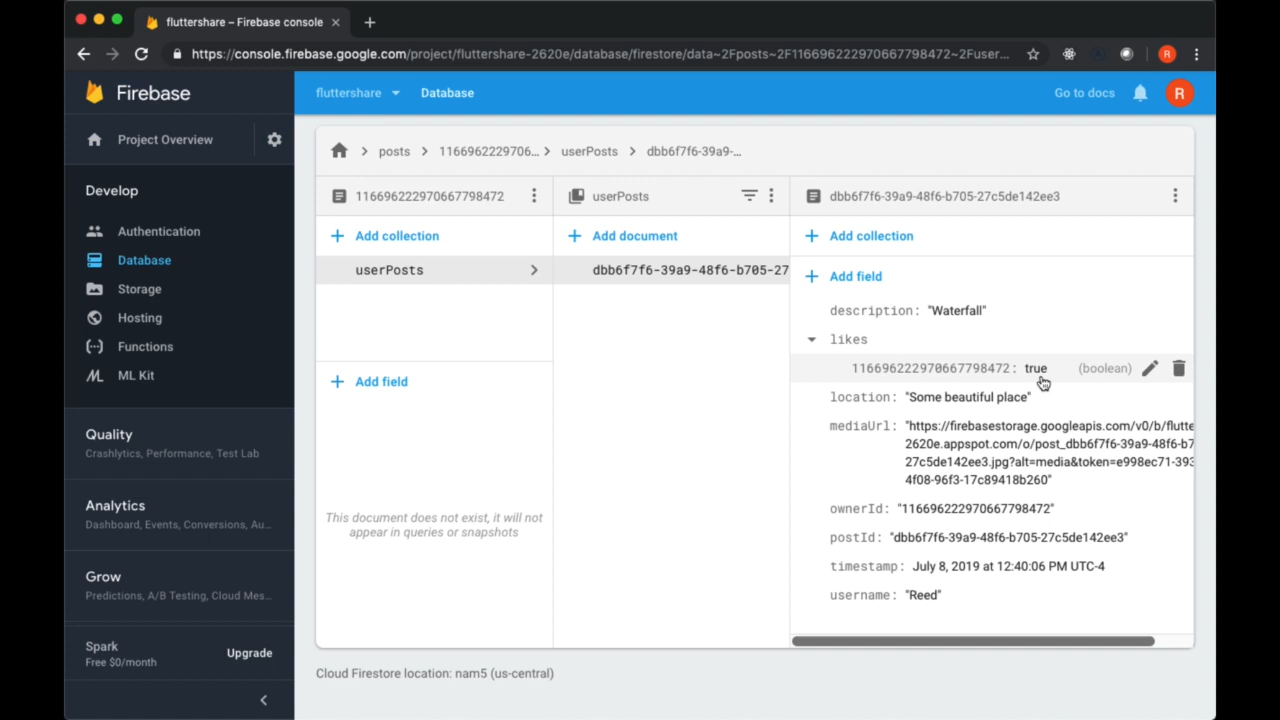 fluttershare – Firebase console
https://console.firebase.google.com/project/fluttershare-2620e/database/firestore/data~2Fposts~2F116696222970667798472~2Fuser...
R
Firebase
fluttershare
Database
Go to docs
R
Project Overview
posts
1166962229706...
userPosts
dbb6f7f6-39a9-...
Develop
116696222970667798472
userPosts
dbb6f7f6-39a9-48f6-b705-27c5de142ee3
Authentication
Database
Storage
Hosting
Functions
ML Kit
Add collection
Add document
Add collection
userPosts
dbb6f7f6-39a9-48f6-b705-27
Add field
Add field
description: "Waterfall"
likes
116696222970667798472: true (boolean)
location: "Some beautiful place"
mediaUrl: "https://firebasestorage.googleapis.com/v0/b/flutte
2620e.appspot.com/o/post_dbb6f7f6-39a9-48f6-b7
27c5de142ee3.jpg?alt=media&token=e998ec71-393
4f08-96f3-17c89418b260"
ownerId: "116696222970667798472"
postId: "dbb6f7f6-39a9-48f6-b705-27c5de142ee3"
timestamp: July 8, 2019 at 12:40:06 PM UTC-4
username: "Reed"
This document does not exist, it will not
appear in queries or snapshots
Quality
Crashlytics, Performance, Test Lab
Analytics
Dashboard, Events, Conversions, Au...
Grow
Predictions, A/B Testing, Cloud Mes...
Spark
Free $0/month
Upgrade
Cloud Firestore location: nam5 (us-central)